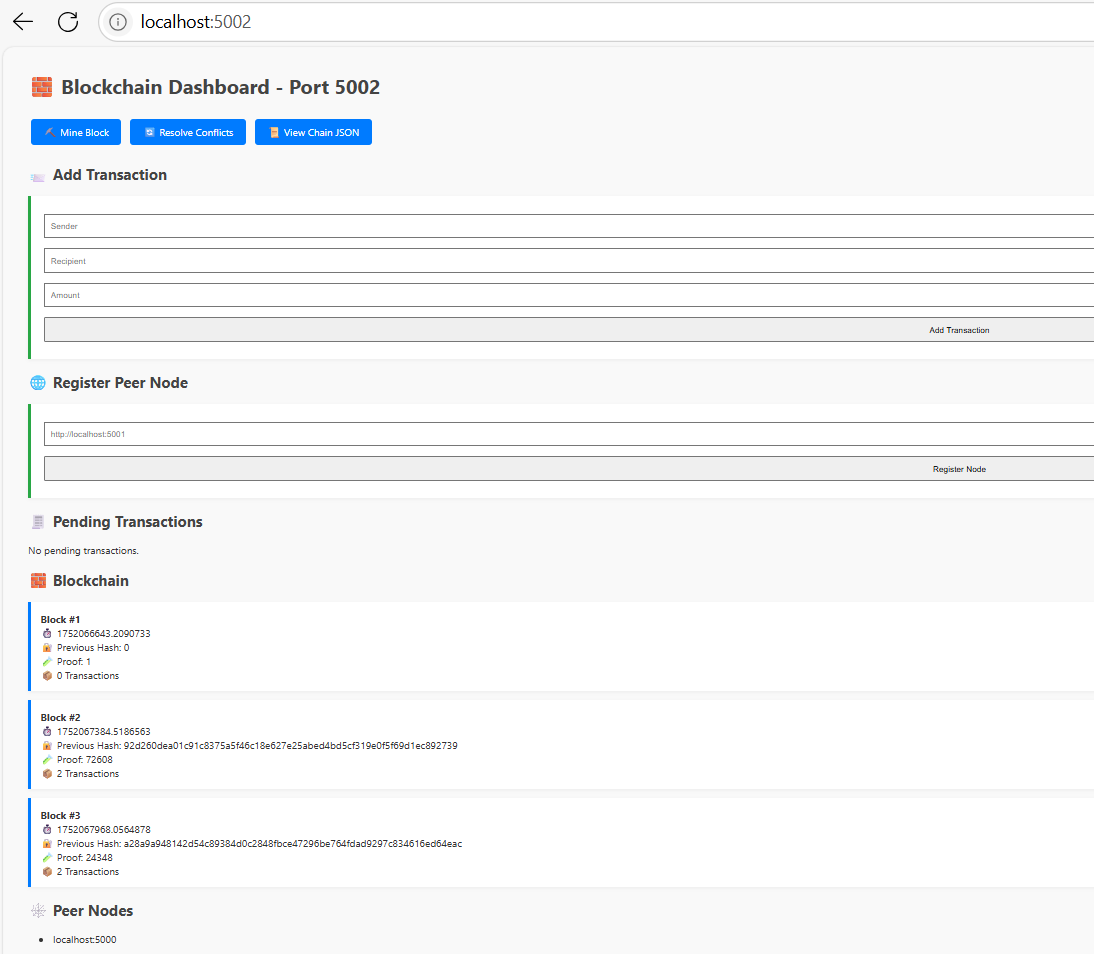 localhost:5002
Blockchain Dashboard - Port 5002
Mine Block Resolve Conflicts View Chain JSON
Add Transaction
Sender
Recipient
Amount
Add Transaction
Register Peer Node
http://localhost:5001
Register Node
Pending Transactions
No pending transactions.
Blockchain
Block #1
1752066643.2090733
Previous Hash: 0
Proof: 1
0 Transactions
Block #2
1752067384.5186563
Previous Hash: 92d260dea01c91c8375a5f46c18e627e25abed4bd5cf319e0f5f69d1ec892739
Proof: 72608
2 Transactions
Block #3
1752067968.0564878
Previous Hash: a28a9a948142d54c89384d0c2848fbce47296be764fdad9297c834616ed64eac
Proof: 24348
2 Transactions
Peer Nodes
localhost:5000